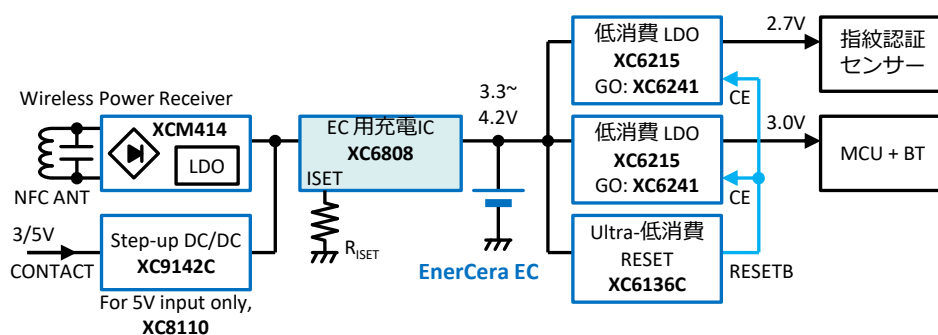 Wireless Power Receiver
XCM414
LDO
NFC ANT
3/5V
CONTACT
Step-up DC/DC
XC9142C
For 5V input only,
XC8110
EC 用充電IC
XC6808
ISET
RISET
3.3~
4.2V
EnerCera EC
低消費 LDO
XC6215
GO: XC6241
CE
2.7V
指紋認証
センサー
低消費 LDO
XC6215
GO: XC6241
CE
3.0V
MCU + BT
Ultra-低消費
RESET
XC6136C
RESETB